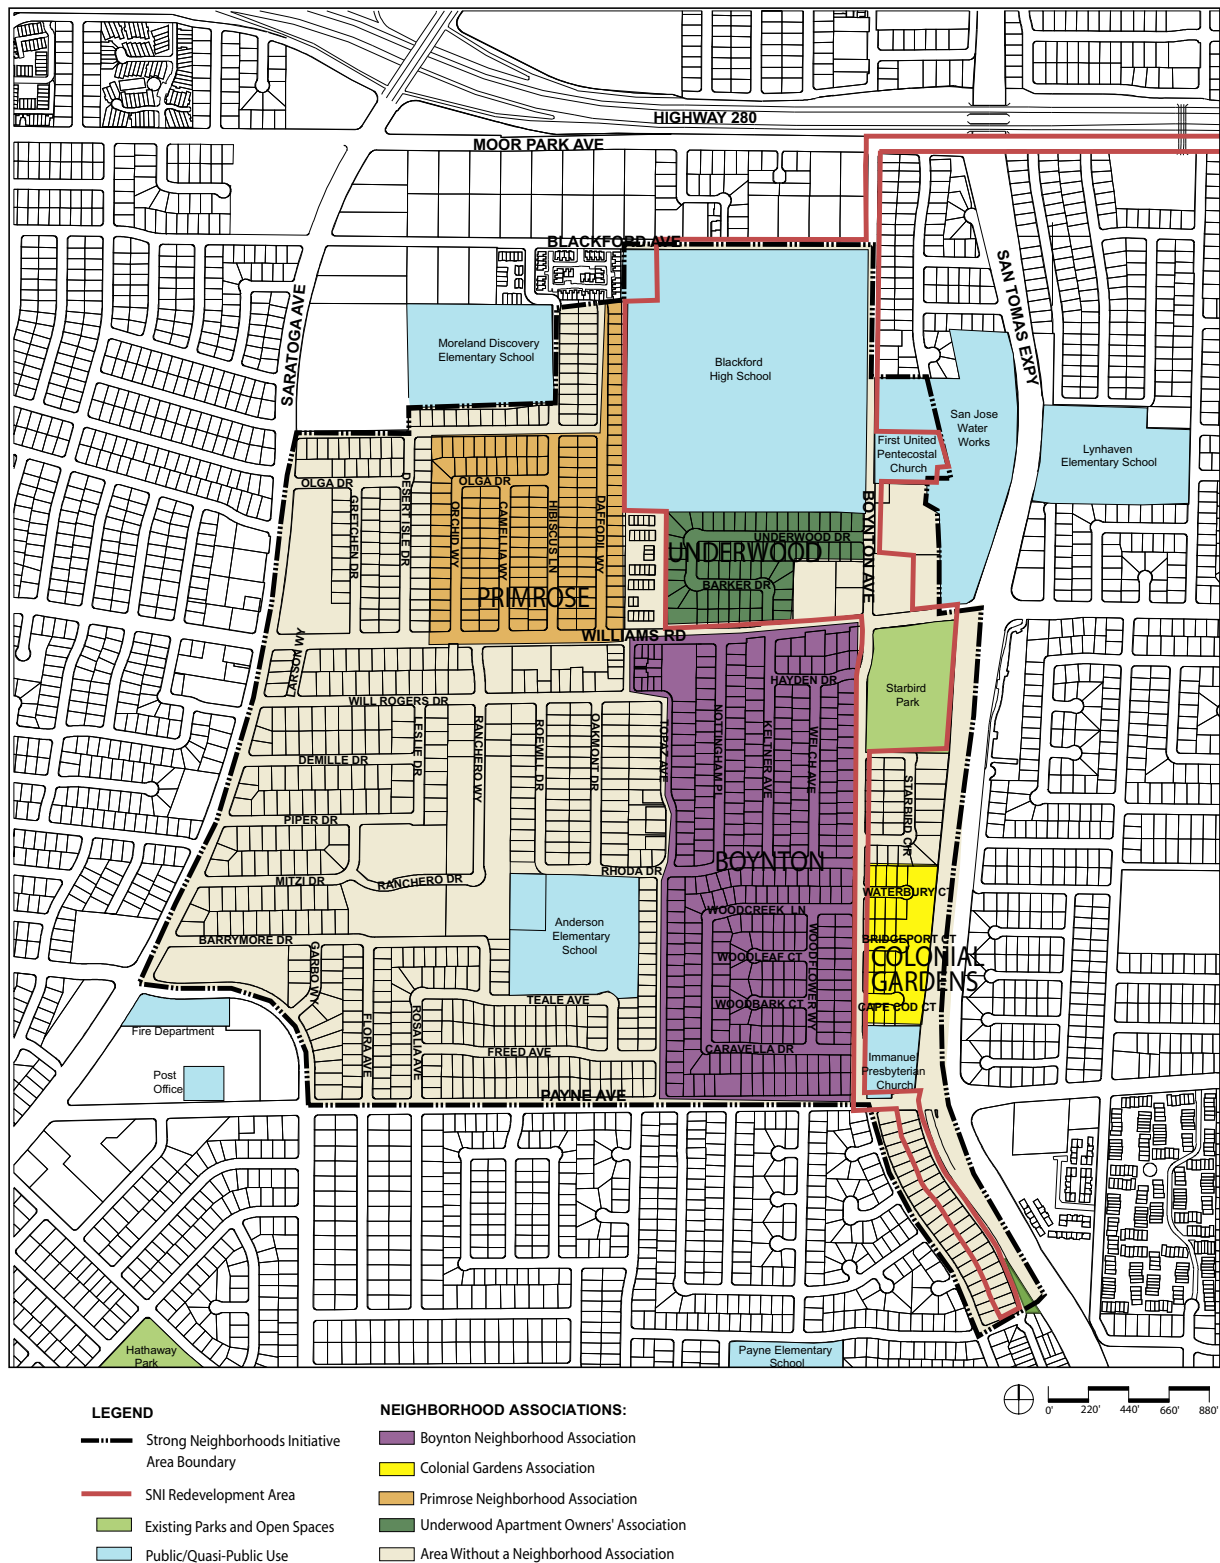 HIGHWAY 280
MOOR PARK AVE
BLACKFORD AVE
SARATOGA AVE
SAN TOMAS EXPY
Moreland Discovery
Elementary School
Blackford
High School
San Jose
Water
Works
First United
Pentecostal
Church
Lynhaven
Elementary School
OLGA DR
GRETCHEN DR
DESERT ISLE DR
OLGA DR
ORCHID WY
CAMELIA WY
HIBISCUS LN
DAFFODIL WY
PRIMROSE
UNDERWOOD DR
UNDERWOOD
BARKER DR
BOYNTON AVE
WILLIAMS RD
LARSON WY
WILL ROGERS DR
LESLIE DR
RANCHERO WY
ROEWILL DR
OAKMONT DR
TOPAZ AVE
NOTTINGHAM PL
KELTNER AVE
WELCH AVE
HAYDEN DR
Starbird
Park
STARBIRD CIR
DEMILLE DR
PIPER DR
MITZI DR
RANCHERO DR
RHODA DR
BOYNTON
WATERBURY CT
BARRYMORE DR
GARBO WY
Anderson
Elementary
School
WOODCREEK LN
WOODLEAF CT
WOODFLOWER WY
WOODBARK CT
BRIDGEPORT CT
COLONIAL
GARDENS
CAPE COD CT
TEALE AVE
FLORA AVE
ROSALIA AVE
FREED AVE
CARAVELLA DR
Immanuel
Presbyterian
Church
Fire Department
Post
Office
PAYNE AVE
Hathaway
Park
Payne Elementary
School
0' 220' 440' 660' 880'
LEGEND
Strong Neighborhoods Initiative
Area Boundary
SNI Redevelopment Area
Existing Parks and Open Spaces
Public/Quasi-Public Use
NEIGHBORHOOD ASSOCIATIONS:
Boynton Neighborhood Association
Colonial Gardens Association
Primrose Neighborhood Association
Underwood Apartment Owners' Association
Area Without a Neighborhood Association